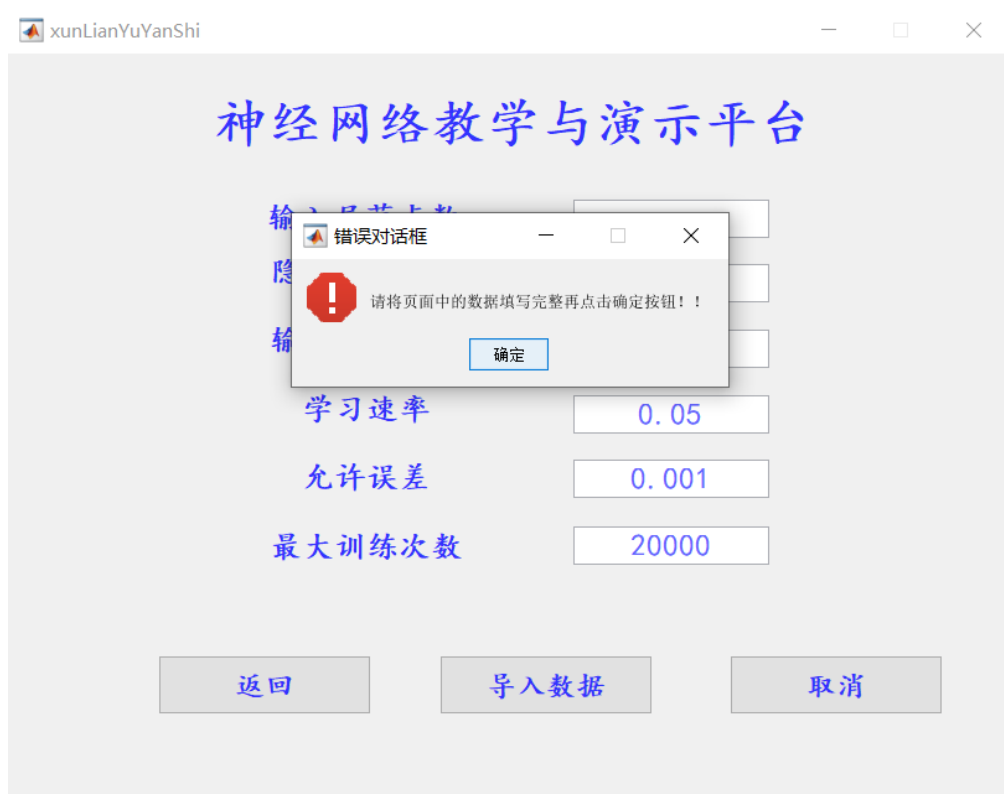 xunLianYuYanShi
神经网络教学与演示平台
输
错误对话框
隐
请将页面中的数据填写完整再点击确定按钮！！
输
确定
学习速率 0.05
允许误差 0.001
最大训练次数 20000
返回 导入数据 取消